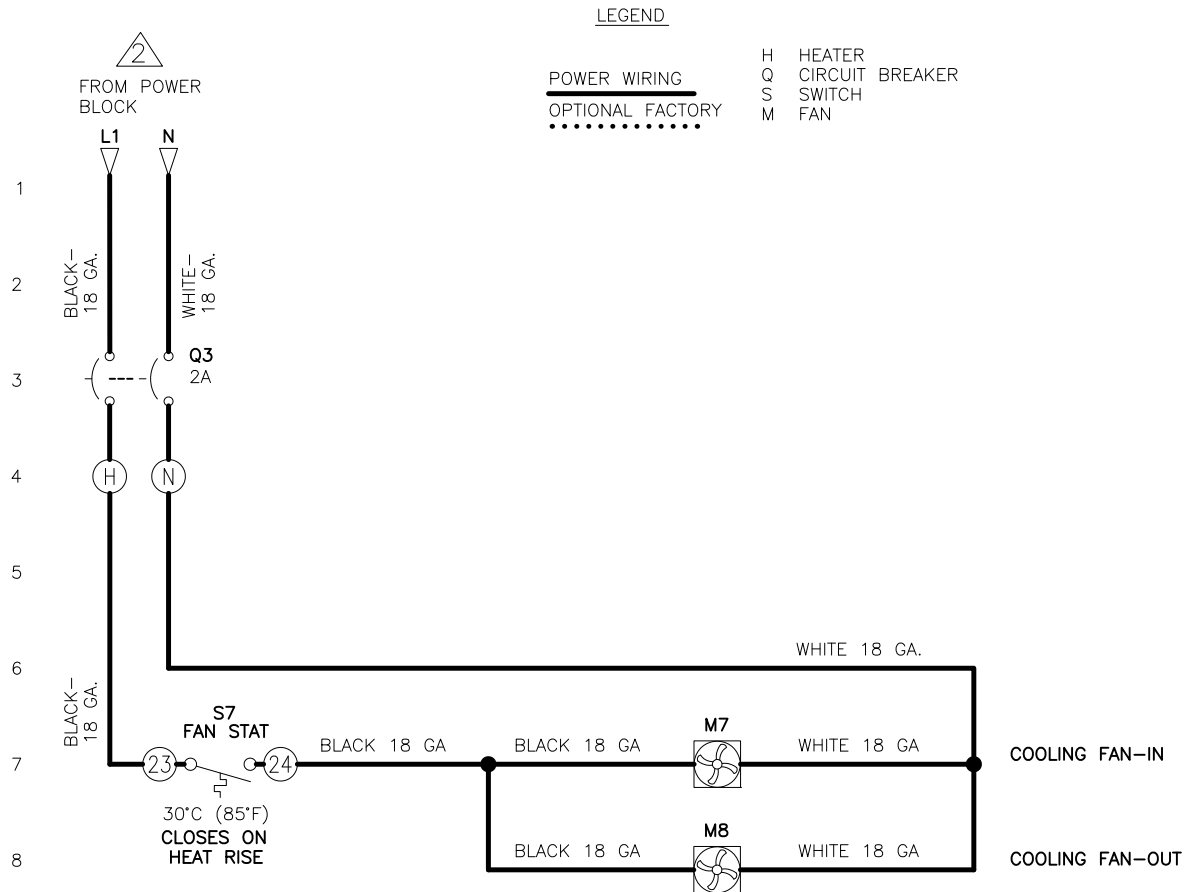 LEGEND
2
FROM POWER
BLOCK
L1 N
POWER WIRING
OPTIONAL FACTORY
H HEATER
Q CIRCUIT BREAKER
S SWITCH
M FAN
1
2
BLACK-
18 GA.
WHITE-
18 GA.
3
Q3
2A
4
H N
5
6
WHITE 18 GA.
BLACK-
18 GA.
S7
FAN STAT
7
23 24
BLACK 18 GA
BLACK 18 GA
M7
WHITE 18 GA
COOLING FAN-IN
30°C (85°F)
CLOSES ON
HEAT RISE
8
BLACK 18 GA
M8
WHITE 18 GA
COOLING FAN-OUT